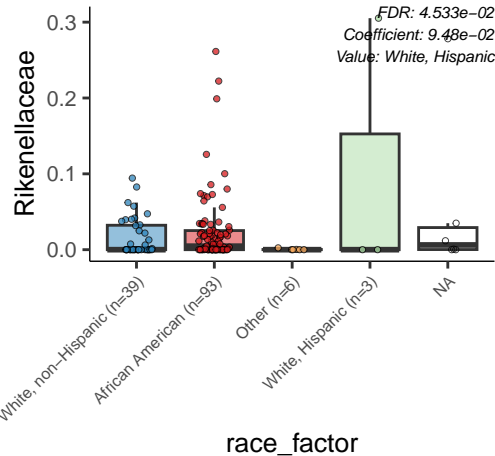 FDR: 4.533e−02
Coefficient: 9.48e−02
Value: White, Hispanic
0.3
0.2
0.1
0.0
Rikenellaceae
White, non−Hispanic (n=39)
African American (n=93)
Other (n=6)
White, Hispanic (n=3)
NA
race_factor